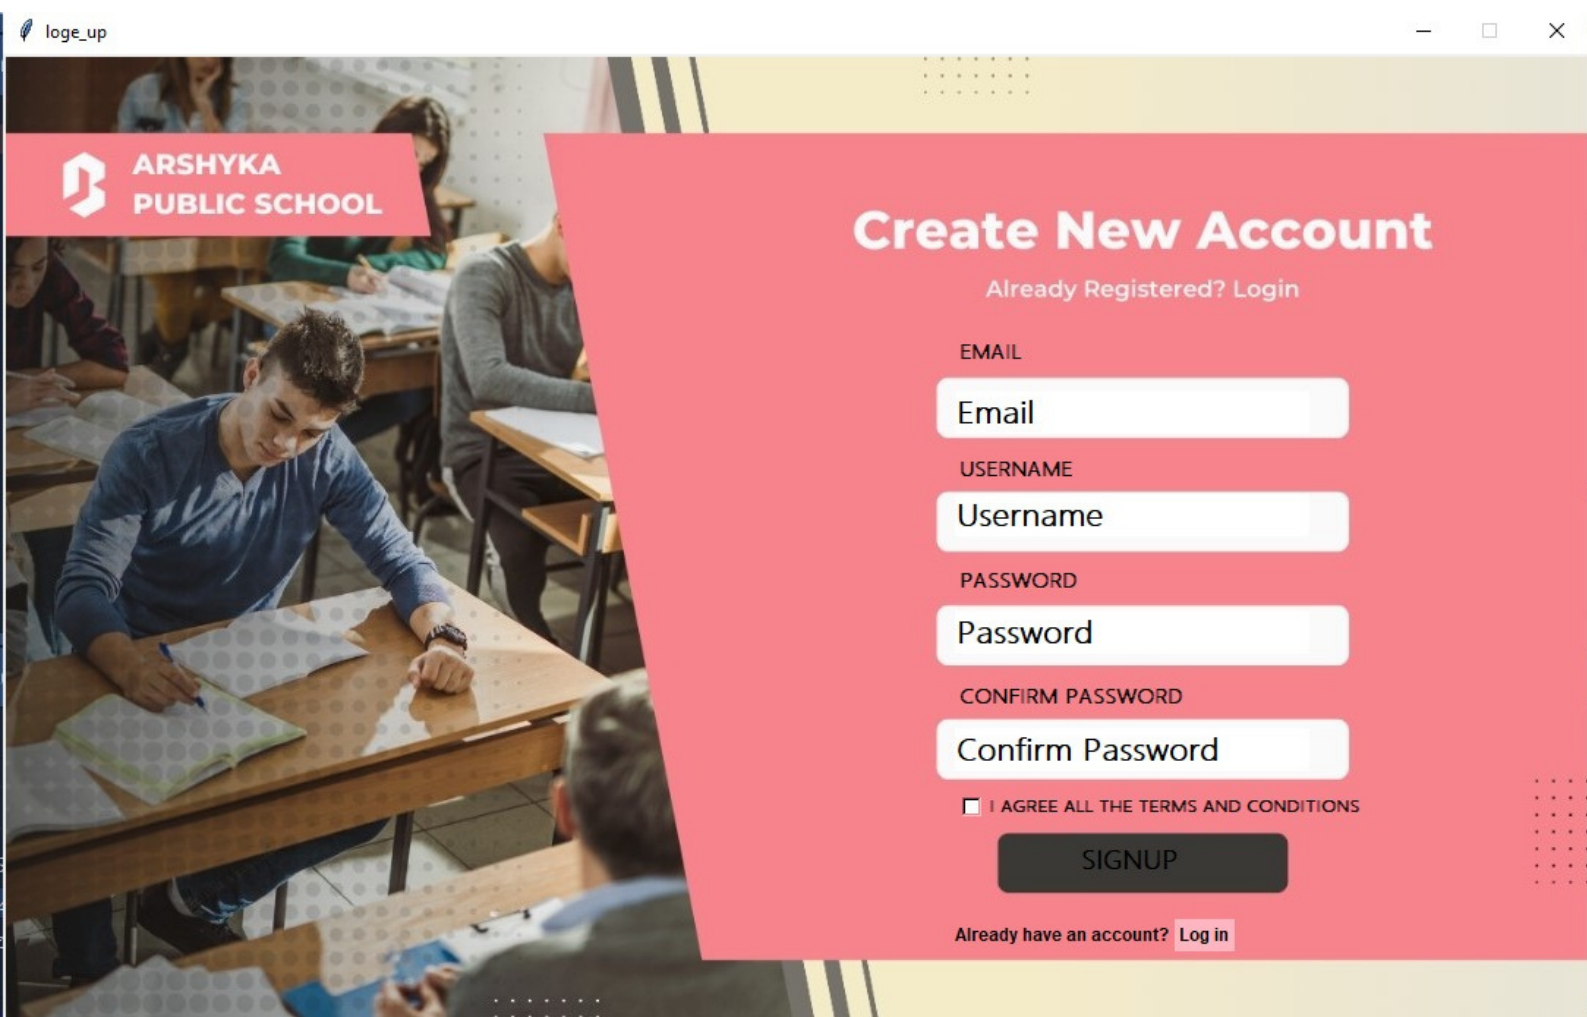 loge_up
ARSHYKA
PUBLIC SCHOOL
Create New Account
Already Registered? Login
EMAIL
Email
USERNAME
Username
PASSWORD
Password
CONFIRM PASSWORD
Confirm Password
I AGREE ALL THE TERMS AND CONDITIONS
SIGNUP
Already have an account? Log in